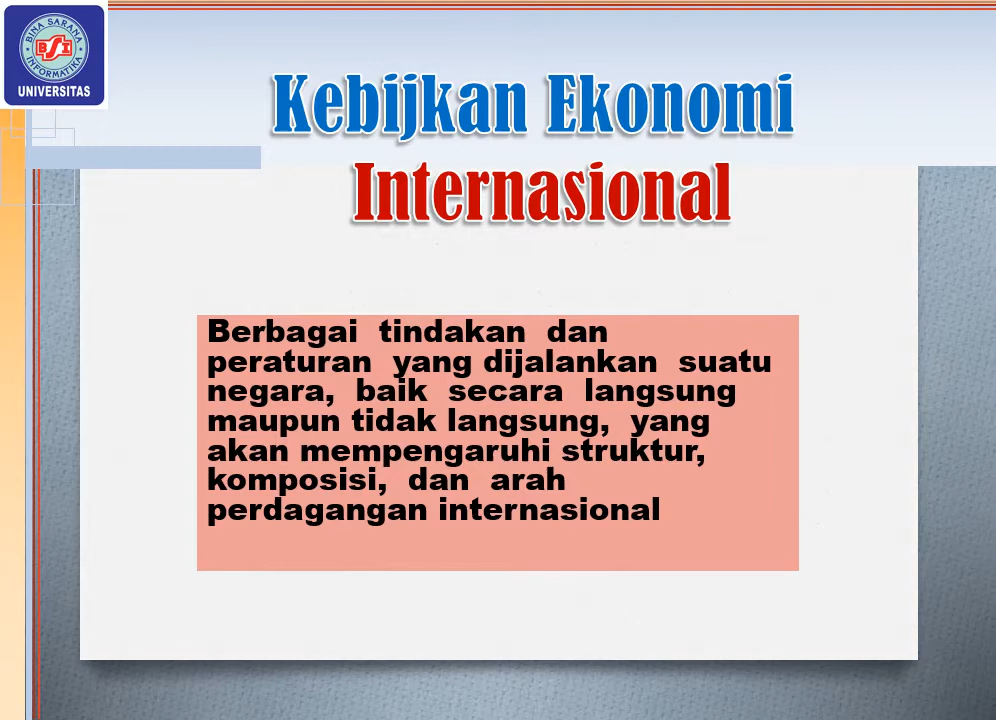 BINA SARANA
BSI
INFORMATIKA
UNIVERSITAS
Kebijkan Ekonomi
Internasional
Berbagai tindakan dan
peraturan yang dijalankan suatu
negara, baik secara langsung
maupun tidak langsung, yang
akan mempengaruhi struktur,
komposisi, dan arah
perdagangan internasional